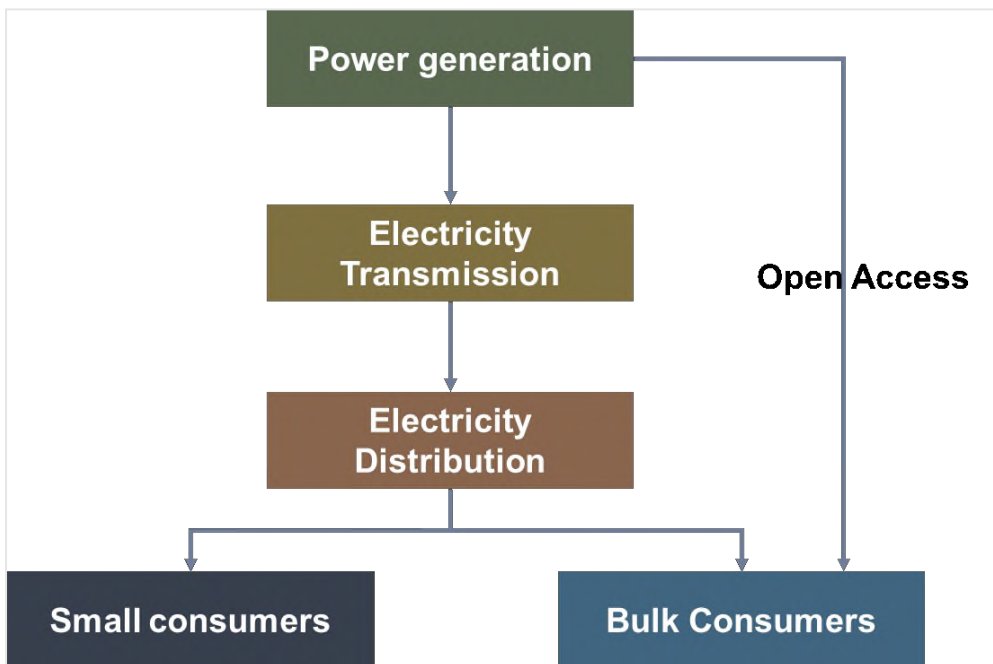 Power generation
Electricity
Transmission
Open Access
Electricity
Distribution
Small consumers
Bulk Consumers